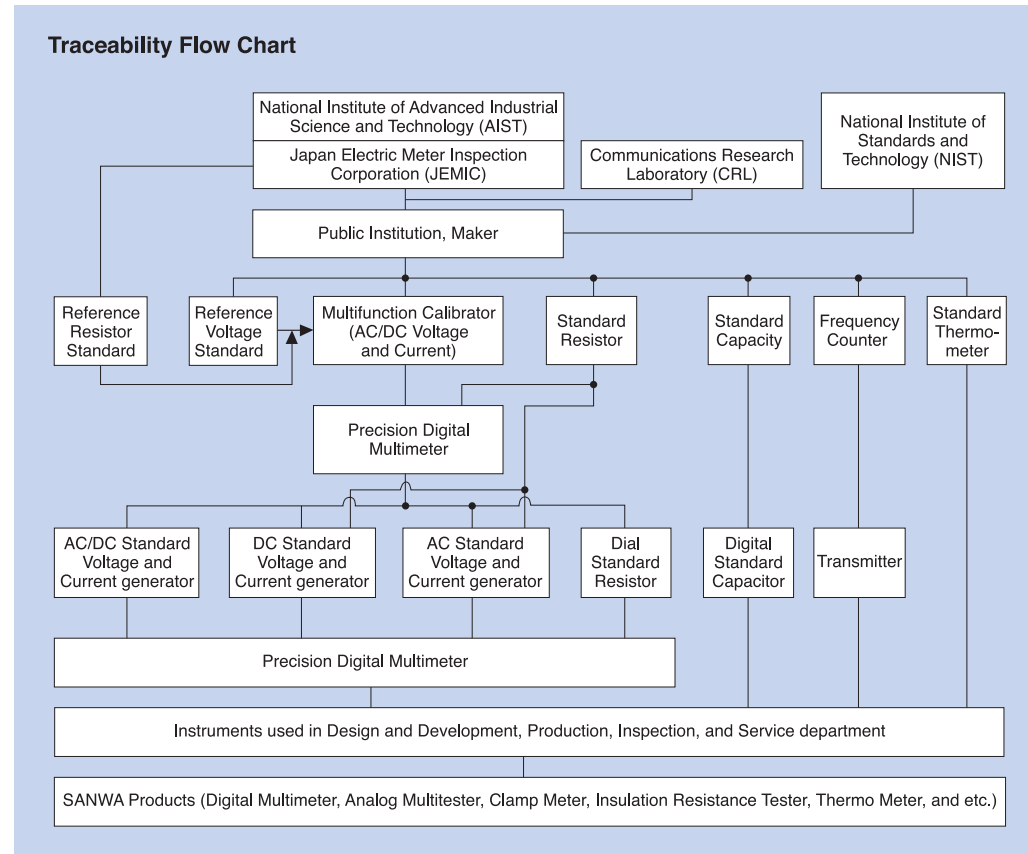 Traceability Flow Chart
National Institute of Advanced Industrial
Science and Technology (AIST)
Japan Electric Meter Inspection
Corporation (JEMIC)
Communications Research
Laboratory (CRL)
National Institute of
Standards and
Technology (NIST)
Public Institution, Maker
Reference
Resistor
Standard
Reference
Voltage
Standard
Multifunction Calibrator
(AC/DC Voltage
and Current)
Standard
Resistor
Standard
Capacity
Frequency
Counter
Standard
Thermo-
meter
Precision Digital
Multimeter
AC/DC Standard
Voltage and
Current generator
DC Standard
Voltage and
Current generator
AC Standard
Voltage and
Current generator
Dial
Standard
Resistor
Digital
Standard
Capacitor
Transmitter
Precision Digital Multimeter
Instruments used in Design and Development, Production, Inspection, and Service department
SANWA Products (Digital Multimeter, Analog Multitester, Clamp Meter, Insulation Resistance Tester, Thermo Meter, and etc.)